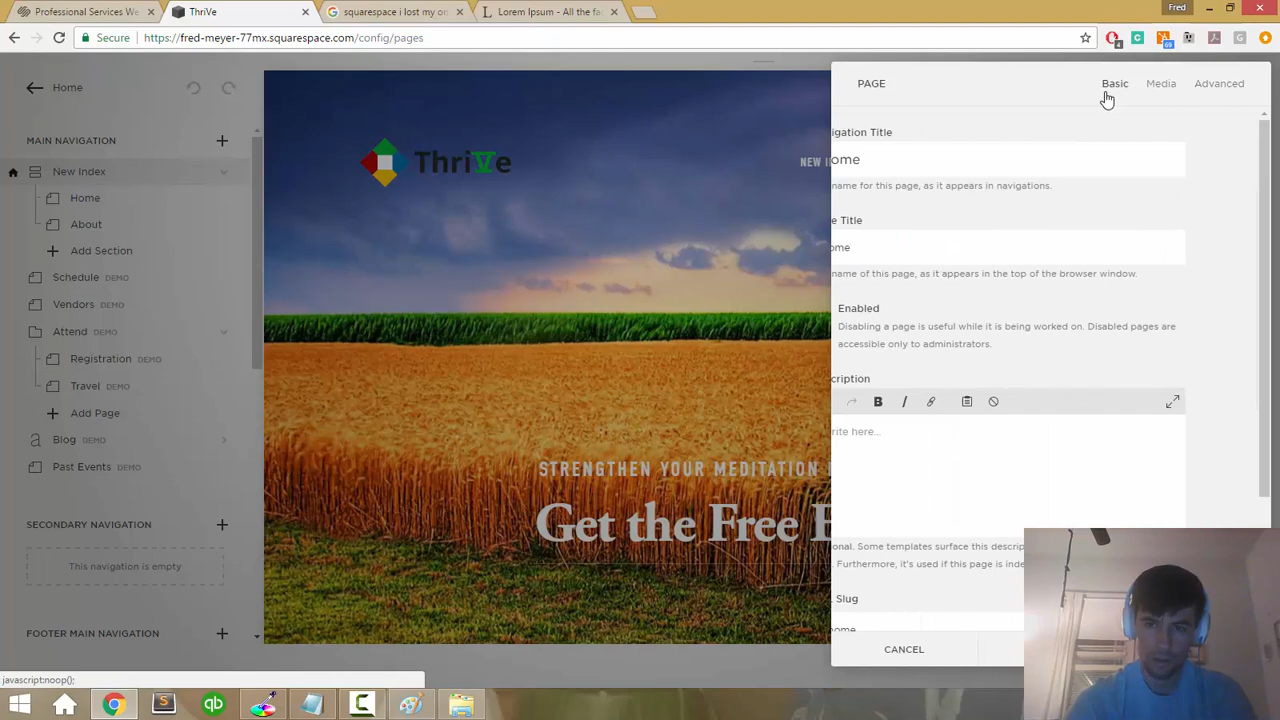 Professional Services We
ThriVe
squarespace i lost my or
Lorem Ipsum - All the fa
Fred
Secure
https://fred-meyer-77mx.squarespace.com/config/pages
4
69
Home
MAIN NAVIGATION
New Index
Home
About
Add Section
Schedule DEMO
Vendors DEMO
Attend DEMO
Registration DEMO
Travel DEMO
Add Page
Blog DEMO
Past Events DEMO
SECONDARY NAVIGATION
This navigation is empty
FOOTER MAIN NAVIGATION
javascript:noop();
ThriVe
NEW I
STRENGTHEN YOUR MEDITATION
Get the Free
PAGE
Basic
Media
Advanced
igation Title
ome
name for this page, as it appears in navigations.
e Title
ome
name of this page, as it appears in the top of the browser window.
Enabled
Disabling a page is useful while it is being worked on. Disabled pages are
accessible only to administrators.
cription
B
I
rite here...
onal. Some templates surface this descrip
. Furthermore, it's used if this page is inde
Slug
home
CANCEL